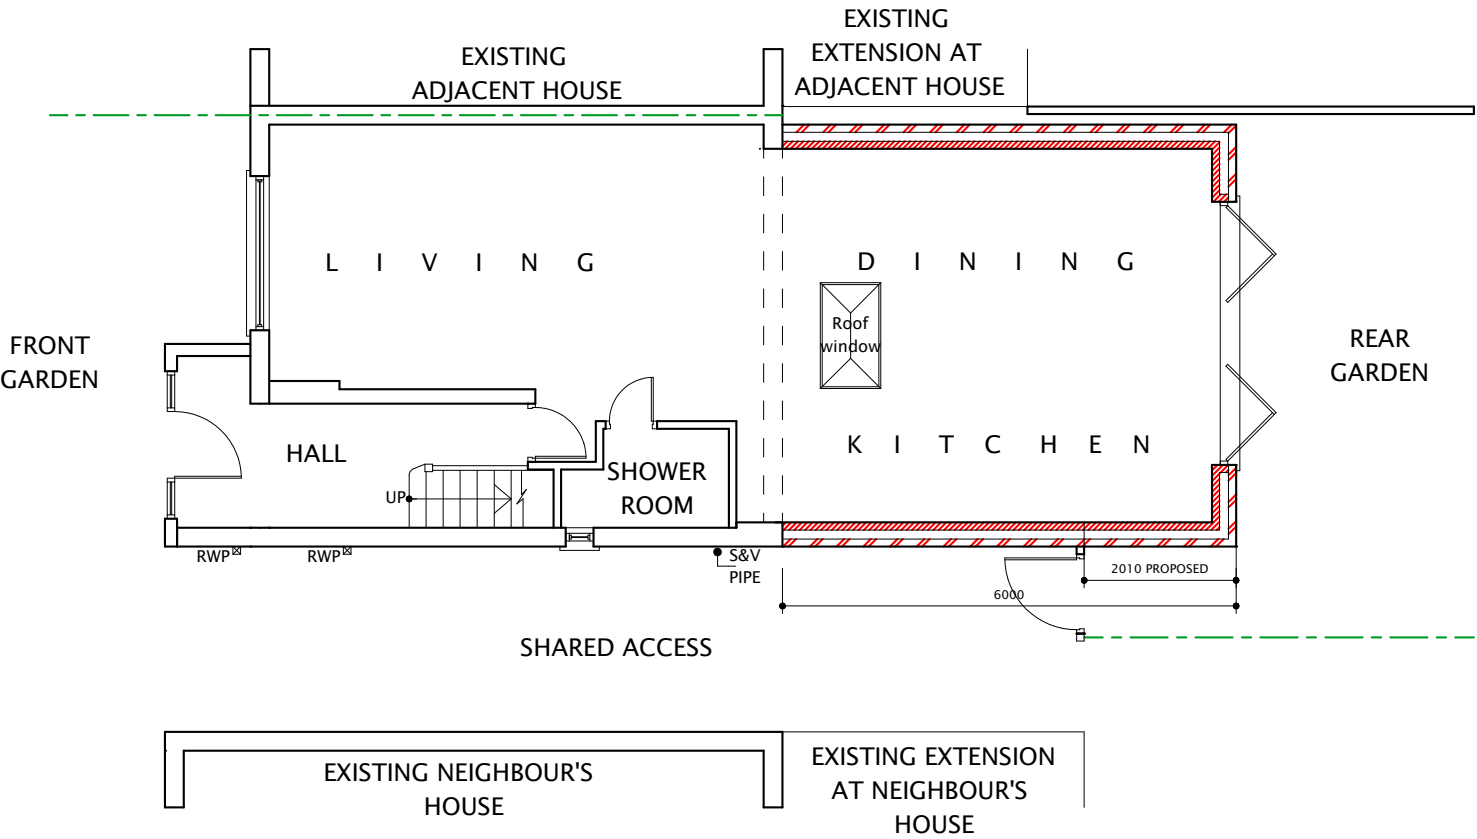 EXISTING
EXTENSION AT
ADJACENT HOUSE
EXISTING
ADJACENT HOUSE
L I V I N G
D I N I N G
Roof
window
FRONT
GARDEN
REAR
GARDEN
HALL
K I T C H E N
SHOWER
ROOM
UP
RWP
RWP
S&V
PIPE
2010 PROPOSED
6000
SHARED ACCESS
EXISTING NEIGHBOUR'S
HOUSE
EXISTING EXTENSION
AT NEIGHBOUR'S
HOUSE